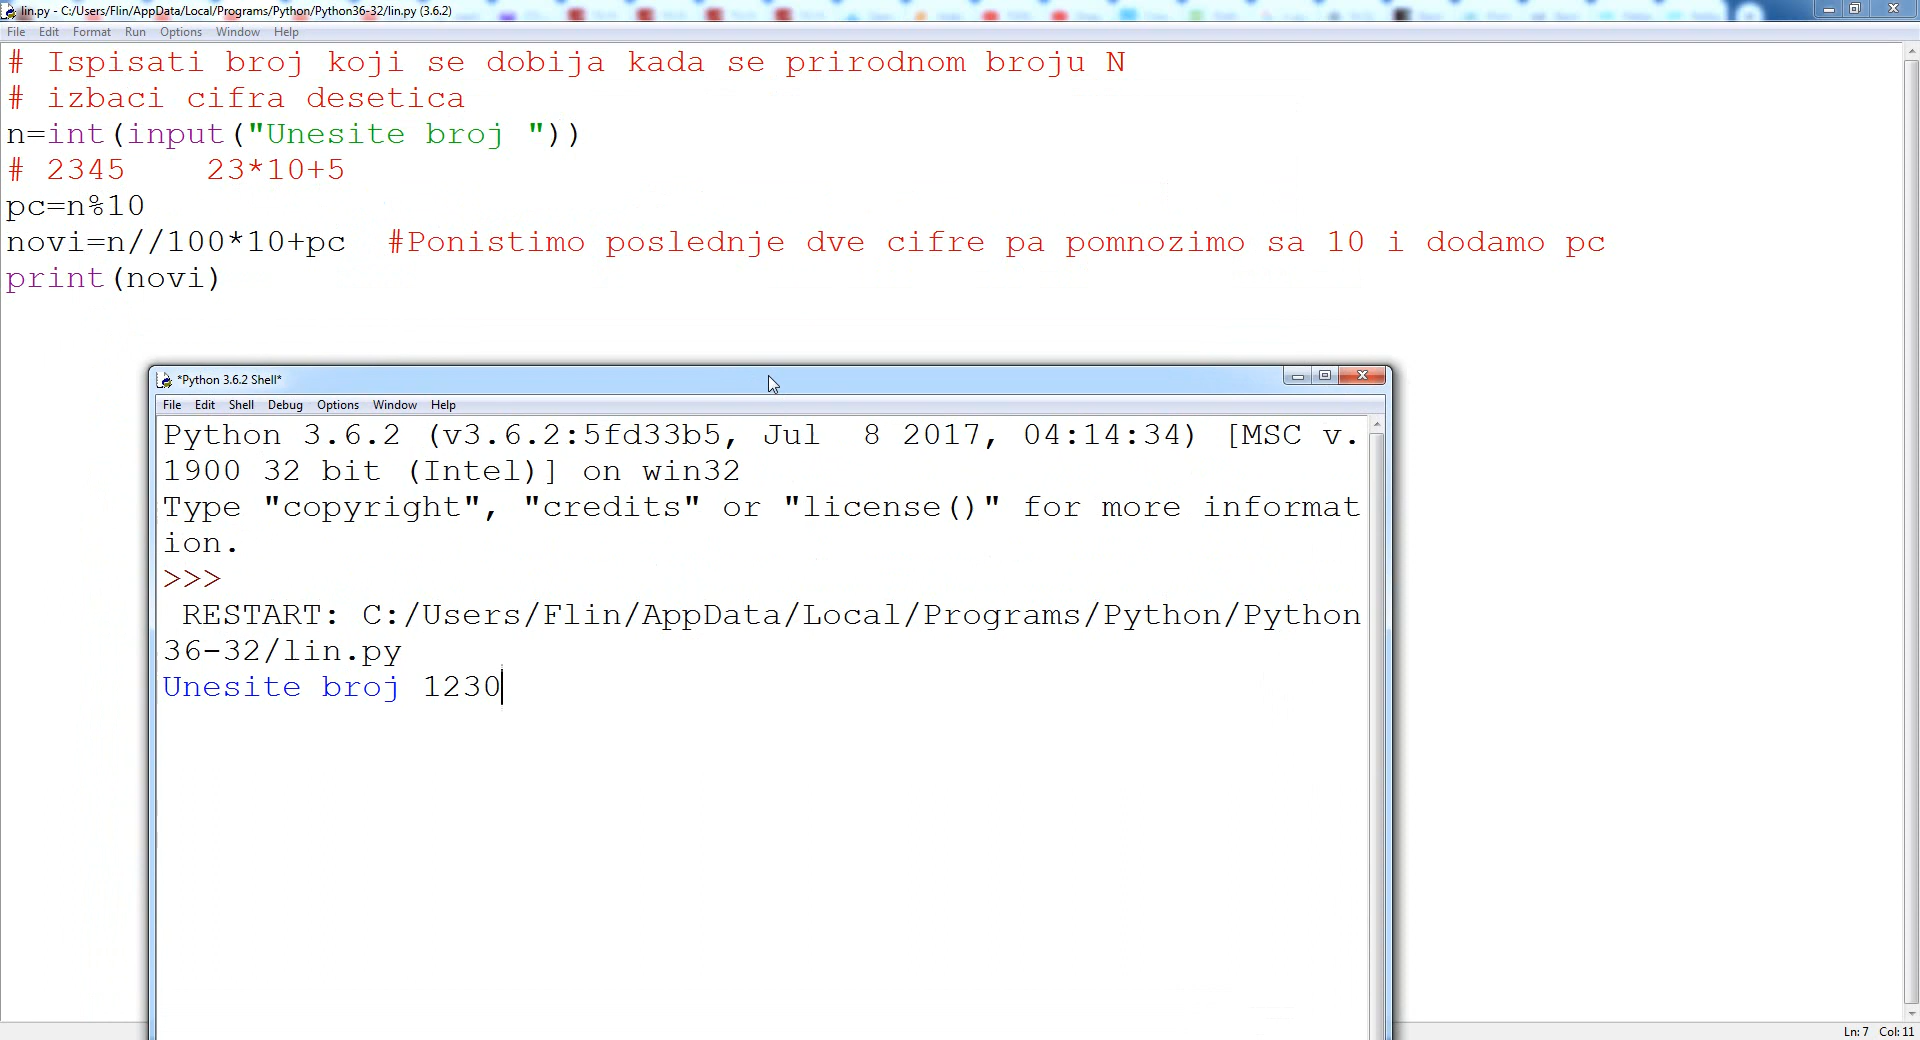 lin.py - C:/Users/Flin/AppData/Local/Programs/Python/Python36-32/lin.py (3.6.2)
File Edit Format Run Options Window Help
# Ispisati broj koji se dobija kada se prirodnom broju N
# izbaci cifra desetica
n=int(input("Unesite broj "))
# 2345    23*10+5
pc=n%10
novi=n//100*10+pc  #Ponistimo poslednje dve cifre pa pomnozimo sa 10 i dodamo pc
print(novi)
*Python 3.6.2 Shell*
File Edit Shell Debug Options Window Help
Python 3.6.2 (v3.6.2:5fd33b5, Jul  8 2017, 04:14:34) [MSC v.
1900 32 bit (Intel)] on win32
Type "copyright", "credits" or "license()" for more informat
ion.
>>>
 RESTART: C:/Users/Flin/AppData/Local/Programs/Python/Python
36-32/lin.py
Unesite broj 1230
Ln: 7 Col: 11